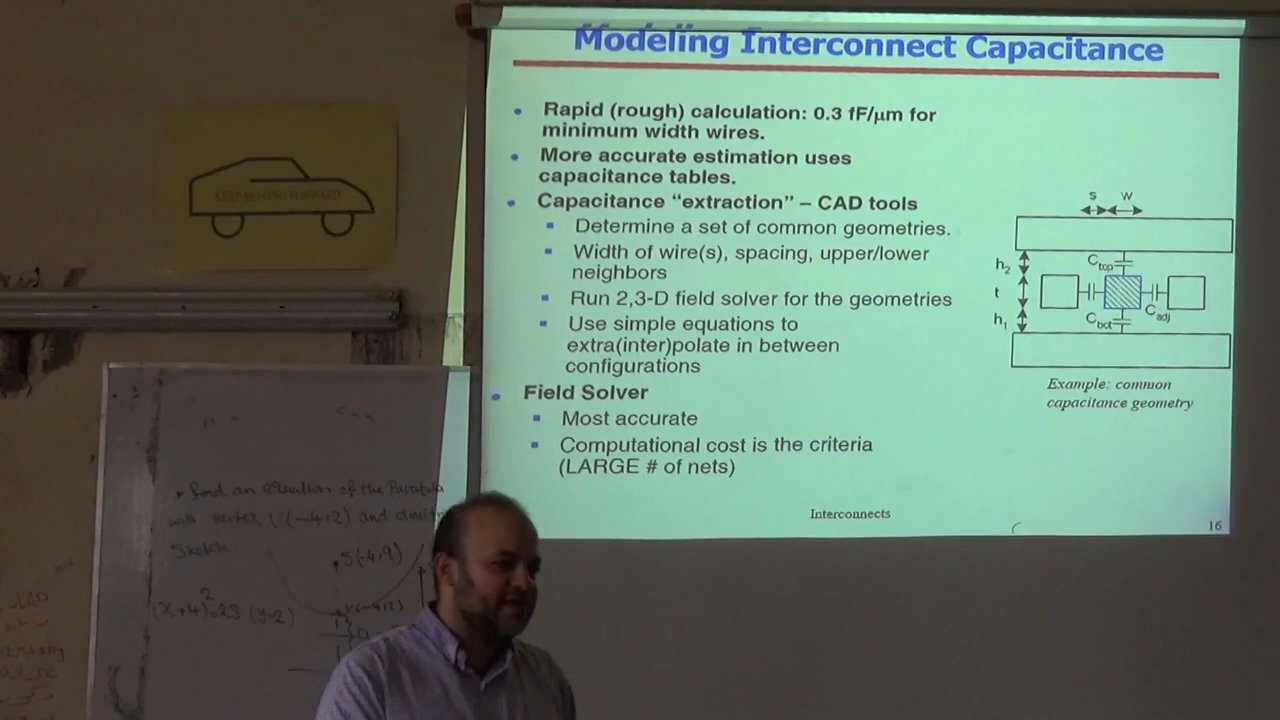 Modeling Interconnect Capacitance
• Rapid (rough) calculation: 0.3 fF/μm for
minimum width wires.
• More accurate estimation uses
capacitance tables.
• Capacitance “extraction” – CAD tools
▪ Determine a set of common geometries.
▪ Width of wire(s), spacing, upper/lower
neighbors
▪ Run 2,3-D field solver for the geometries
▪ Use simple equations to
extra(inter)polate in between
configurations
• Field Solver
▪ Most accurate
▪ Computational cost is the criteria
(LARGE # of nets)
s w
h2
Ctop
t
Cadj
h1
Cbot
Example: common
capacitance geometry
Interconnects
16
KEEP MOVING FORWARD
find an equation of the Parabola
with vertex V(-4,2) and
Sketch
S(-4,9)
V(-4,2)